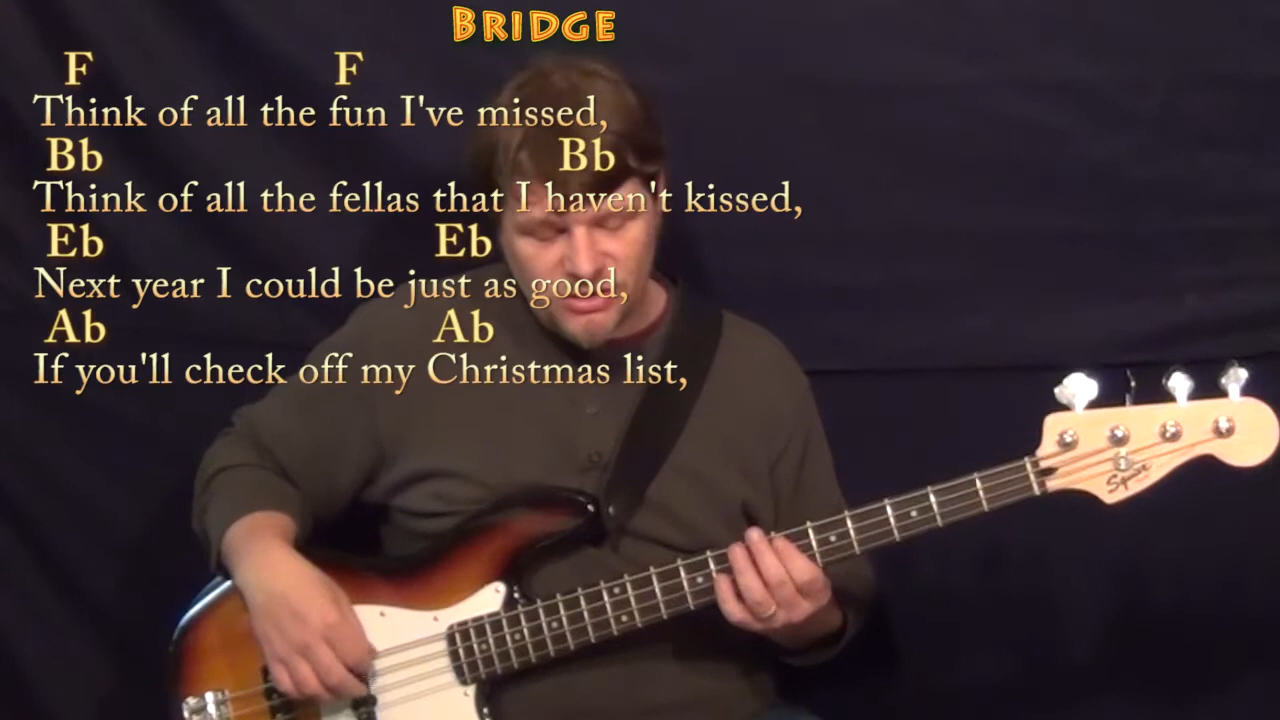 BRIDGE
F F
Think of all the fun I've missed,
Bb Bb
Think of all the fellas that I haven't kissed,
Eb Eb
Next year I could be just as good,
Ab Ab
If you'll check off my Christmas list,
Squier